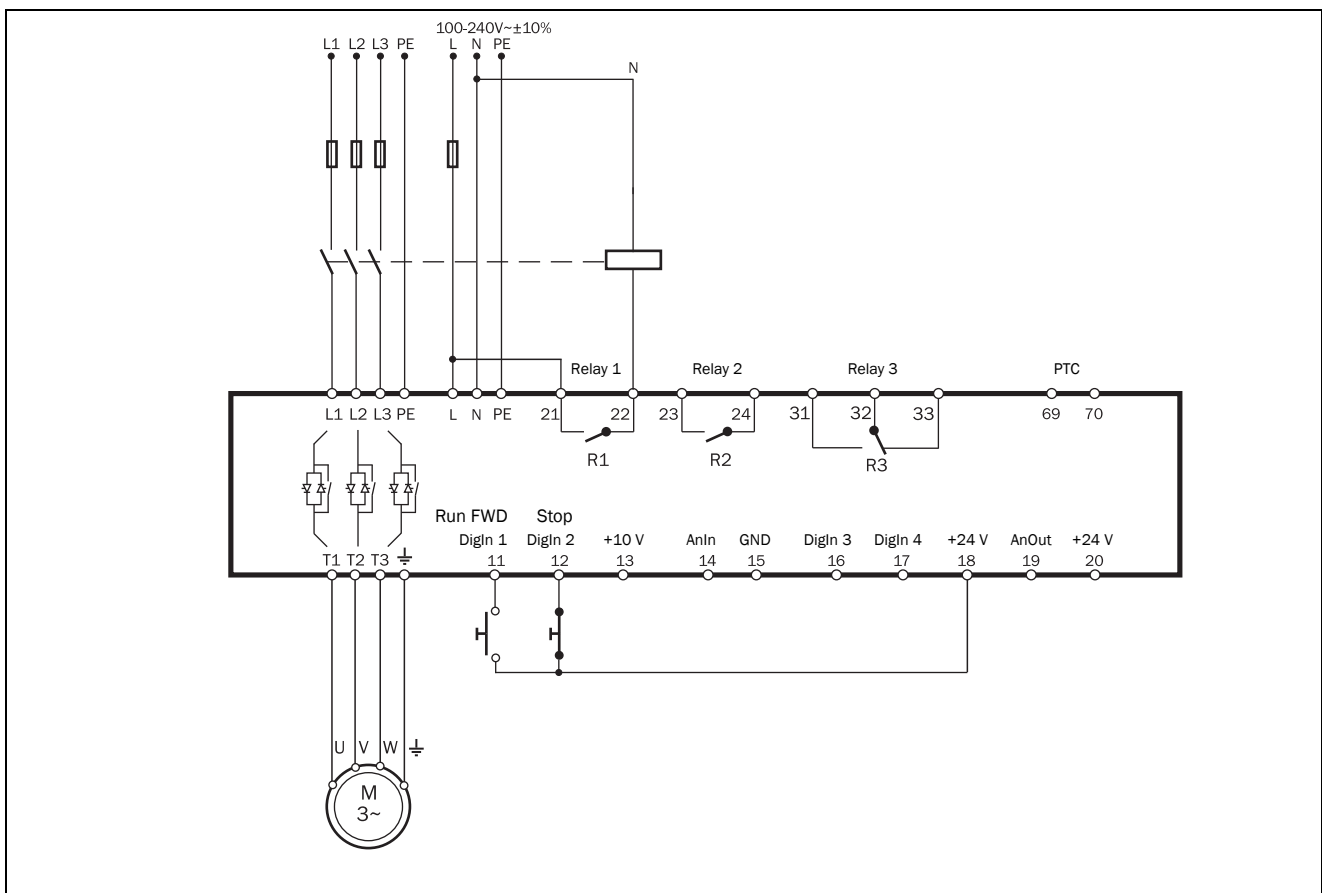 100-240V~±10%
L1 L2 L3 PE L N PE
N
Relay 1 Relay 2 Relay 3 PTC
L1 L2 L3 PE L N PE 21 22 23 24 31 32 33 69 70
R1 R2 R3
Run FWD Stop
DigIn 1 DigIn 2 +10 V AnIn GND DigIn 3 DigIn 4 +24 V AnOut +24 V
T1 T2 T3 11 12 13 14 15 16 17 18 19 20
U V W
M
3~